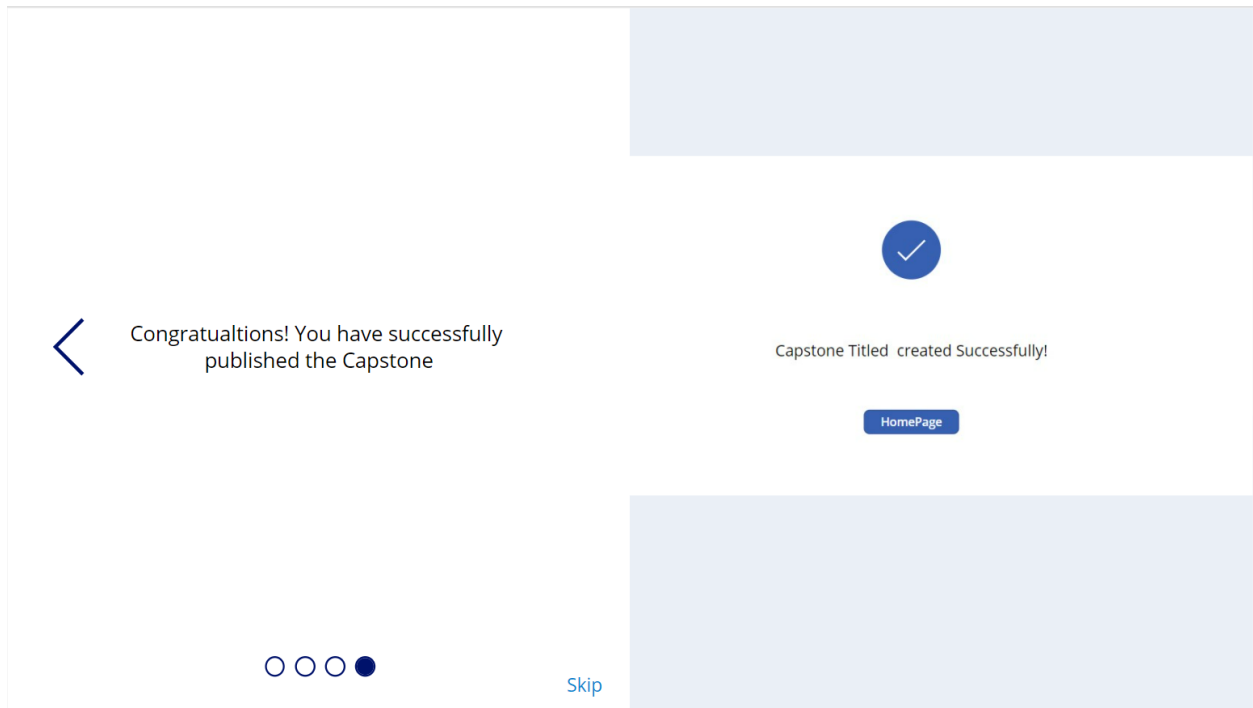 Congratualtions! You have successfully
published the Capstone
Skip
Capstone Titled  created Successfully!
HomePage